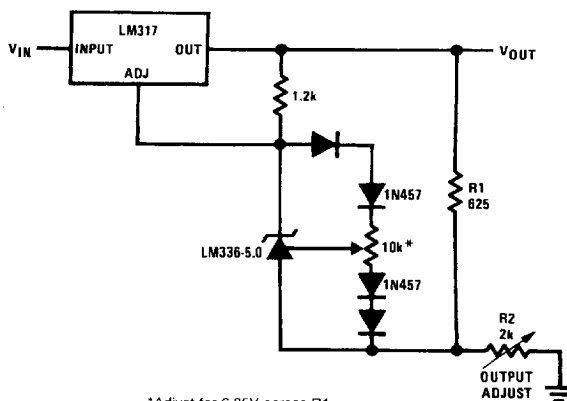 LM317
VIN
INPUT
OUT
VOUT
ADJ
1.2k
1N457
R1
625
LM336-5.0
10k*
1N457
R2
2k
OUTPUT
ADJUST